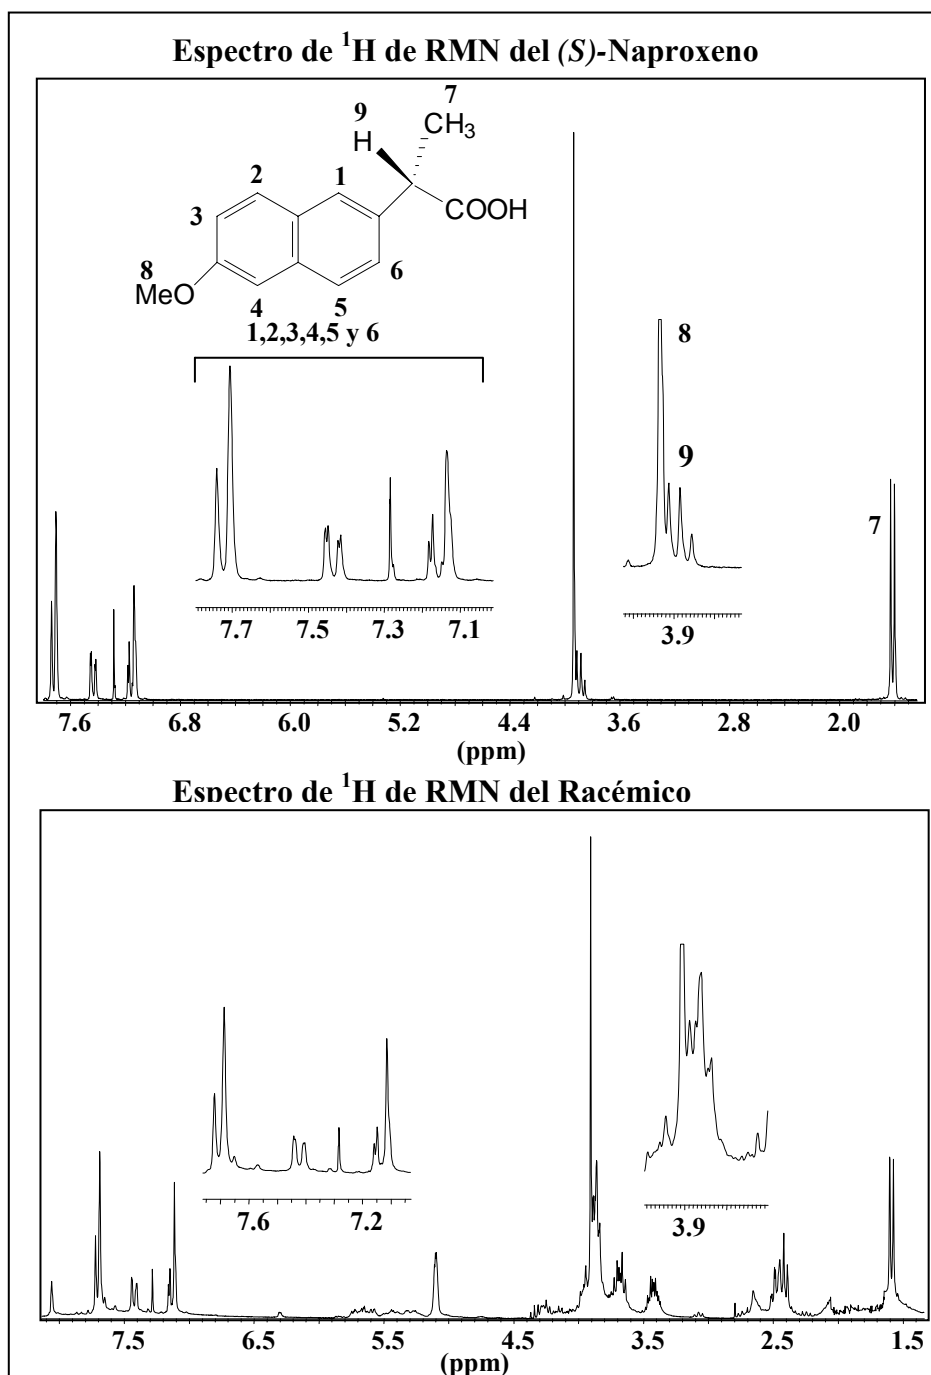 Espectro de ¹H de RMN del (S)-Naproxeno
7
9
CH₃
H
2
1
3
COOH
8
6
MeO
4
5
1,2,3,4,5 y 6
8
9
7
7.7 7.5 7.3 7.1
3.9
7.6 6.8 6.0 5.2 4.4 3.6 2.8 2.0
(ppm)
Espectro de ¹H de RMN del Racémico
7.6 7.2
3.9
7.5 6.5 5.5 4.5 3.5 2.5 1.5
(ppm)